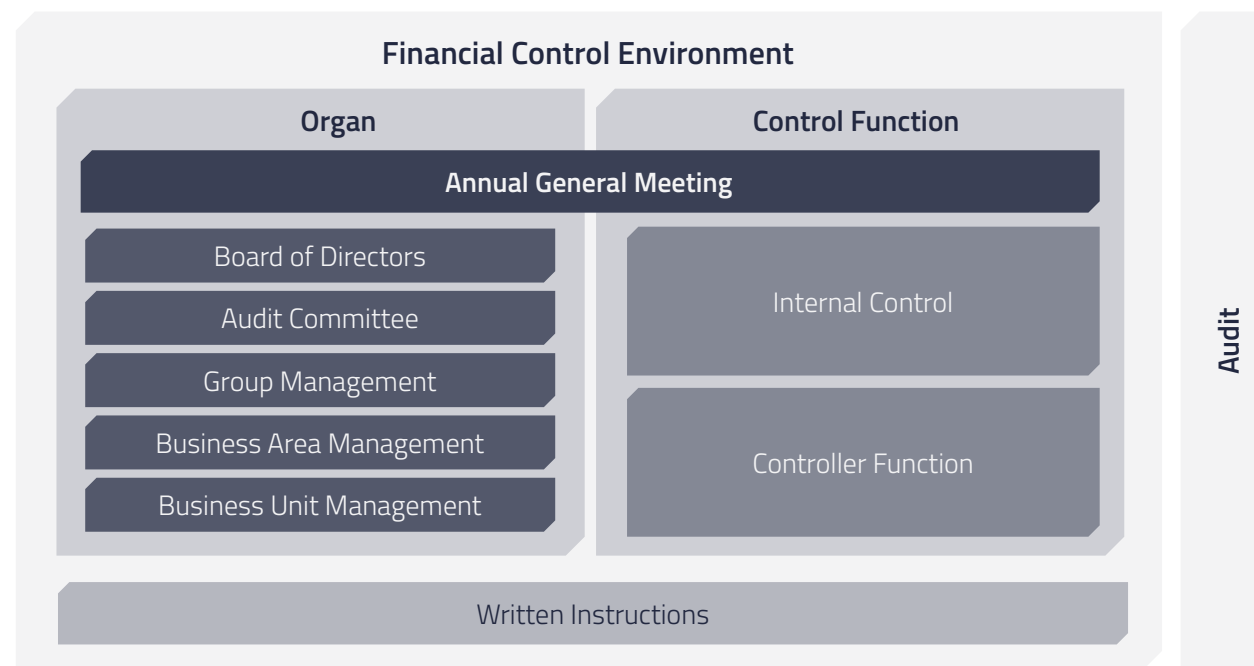 Financial Control Environment
Organ
Control Function
Annual General Meeting
Board of Directors
Audit Committee
Group Management
Business Area Management
Business Unit Management
Internal Control
Controller Function
Written Instructions
Audit